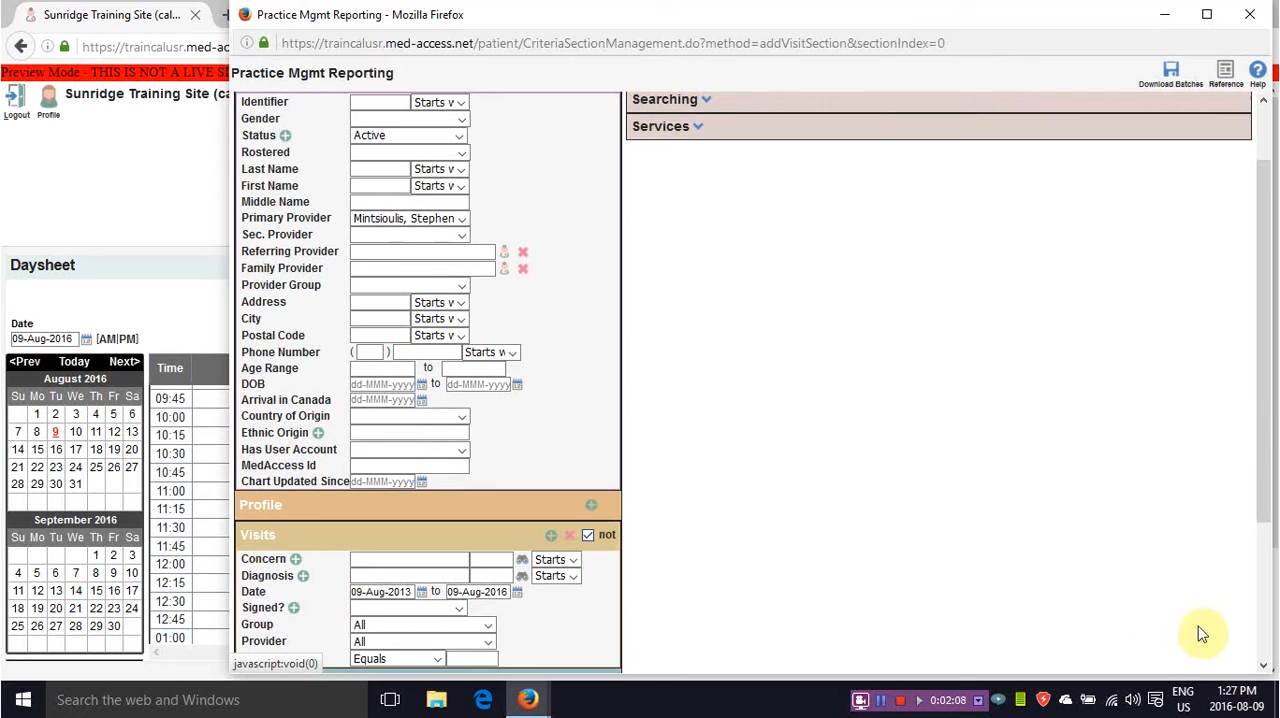 Sunridge Training Site (cal...
Practice Mgmt Reporting - Mozilla Firefox
https://traincalusr.med-ac
https://traincalusr.med-access.net/patient/CriteriaSectionManagement.do?method=addVisitSection&sectionIndex=0
Preview Mode - THIS IS NOT A LIVE S
Practice Mgmt Reporting
Sunridge Training Site (ca
Logout Profile
Download Batches Reference Help
Identifier Starts v
Gender
Status Active
Rostered
Last Name Starts v
First Name Starts v
Middle Name
Primary Provider Mintsioulis, Stephen
Sec. Provider
Referring Provider
Family Provider
Provider Group
Address Starts v
City Starts v
Postal Code Starts v
Phone Number ( ) Starts v
Age Range to
DOB dd-MMM-yyyy to dd-MMM-yyyy
Arrival in Canada dd-MMM-yyyy
Country of Origin
Ethnic Origin
Has User Account
MedAccess Id
Chart Updated Since dd-MMM-yyyy
Profile
Visits not
Concern Starts
Diagnosis Starts
Date 09-Aug-2013 to 09-Aug-2016
Signed?
Group All
Provider All
Equals
javascript:void(0)
Searching
Services
Daysheet
Date
09-Aug-2016 [AM|PM]
<Prev Today Next>
August 2016
Su Mo Tu We Th Fr Sa
1 2 3 4 5 6
7 8 9 10 11 12 13
14 15 16 17 18 19 20
21 22 23 24 25 26 27
28 29 30 31
September 2016
Su Mo Tu We Th Fr Sa
1 2 3
4 5 6 7 8 9 10
11 12 13 14 15 16 17
18 19 20 21 22 23 24
25 26 27 28 29 30
Time
09:45
10:00
10:15
10:30
10:45
11:00
11:15
11:30
11:45
12:00
12:15
12:30
12:45
01:00
Search the web and Windows
0:02:08
ENG
US
1:27 PM
2016-08-09